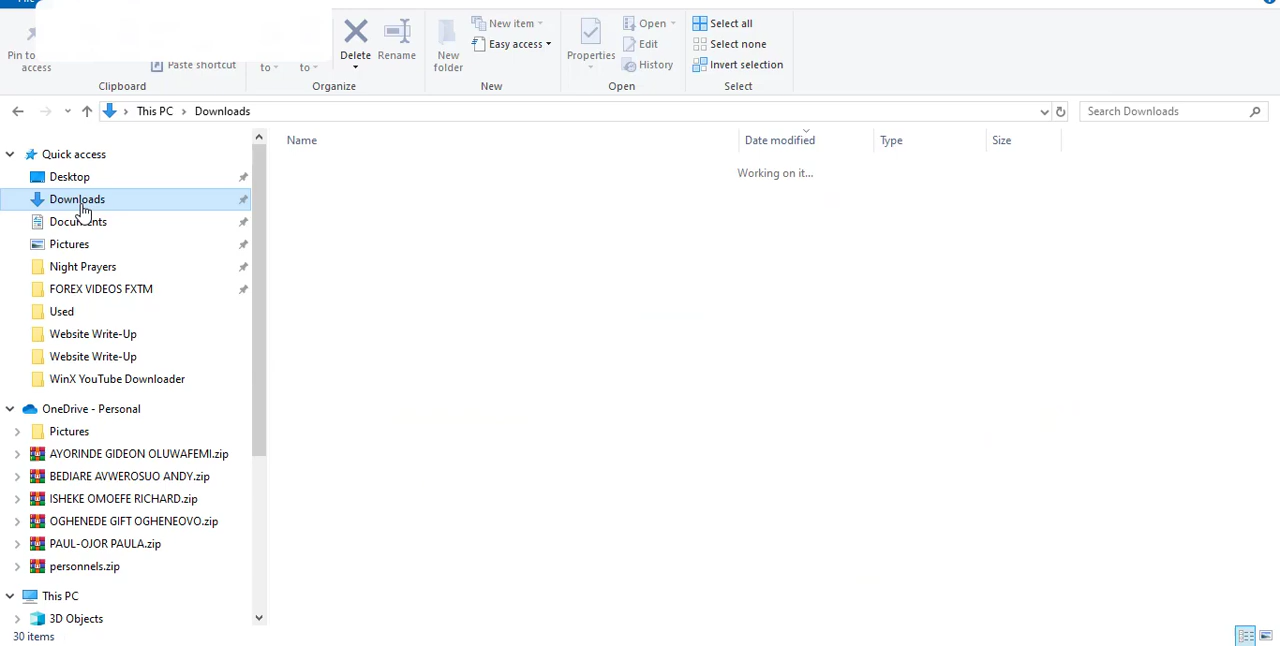 Pin to
access
Paste shortcut
Clipboard
to
to
Delete
Rename
Organize
New
folder
New item
Easy access
New
Properties
Open
Edit
History
Open
Select all
Select none
Invert selection
Select
This PC > Downloads
Search Downloads
Name
Date modified
Type
Size
Working on it...
Quick access
Desktop
Downloads
Documents
Pictures
Night Prayers
FOREX VIDEOS FXTM
Used
Website Write-Up
Website Write-Up
WinX YouTube Downloader
OneDrive - Personal
Pictures
AYORINDE GIDEON OLUWAFEMI.zip
BEDIARE AVWEROSUO ANDY.zip
ISHEKE OMOEFE RICHARD.zip
OGHENEDE GIFT OGHENEOVO.zip
PAUL-OJOR PAULA.zip
personnels.zip
This PC
3D Objects
30 items